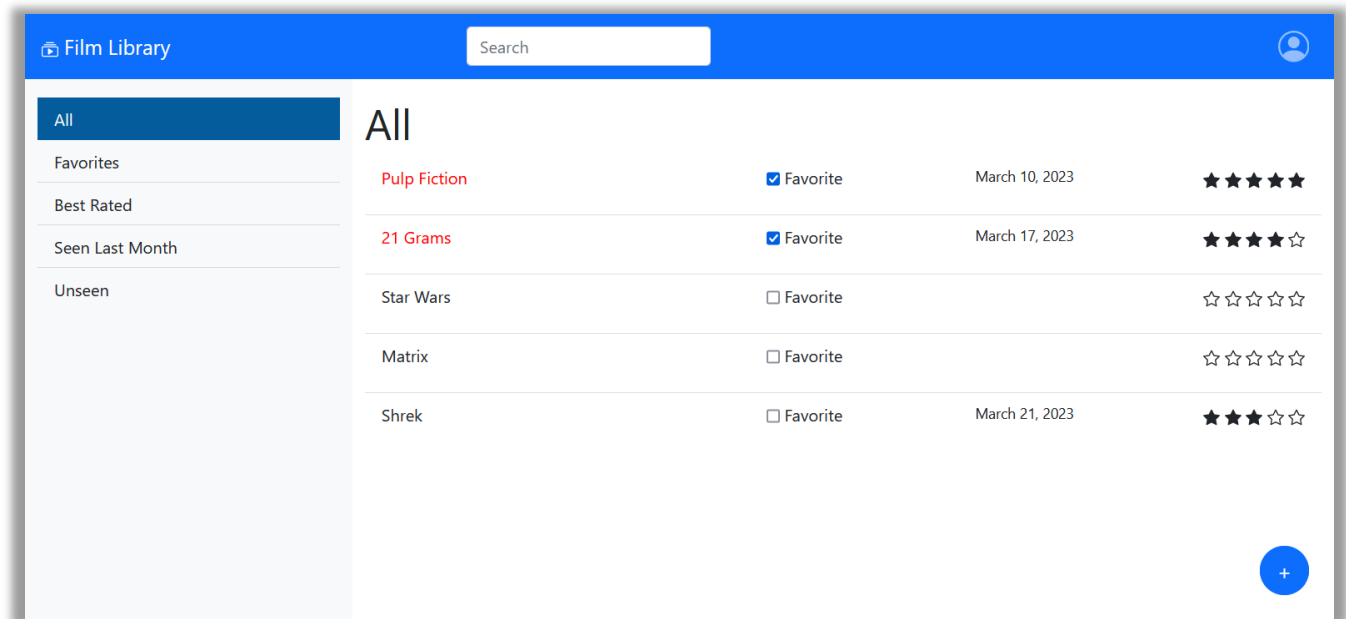 Film Library
Search
All
Favorites
Best Rated
Seen Last Month
Unseen
All
Pulp Fiction Favorite March 10, 2023
21 Grams Favorite March 17, 2023
Star Wars Favorite
Matrix Favorite
Shrek Favorite March 21, 2023
+